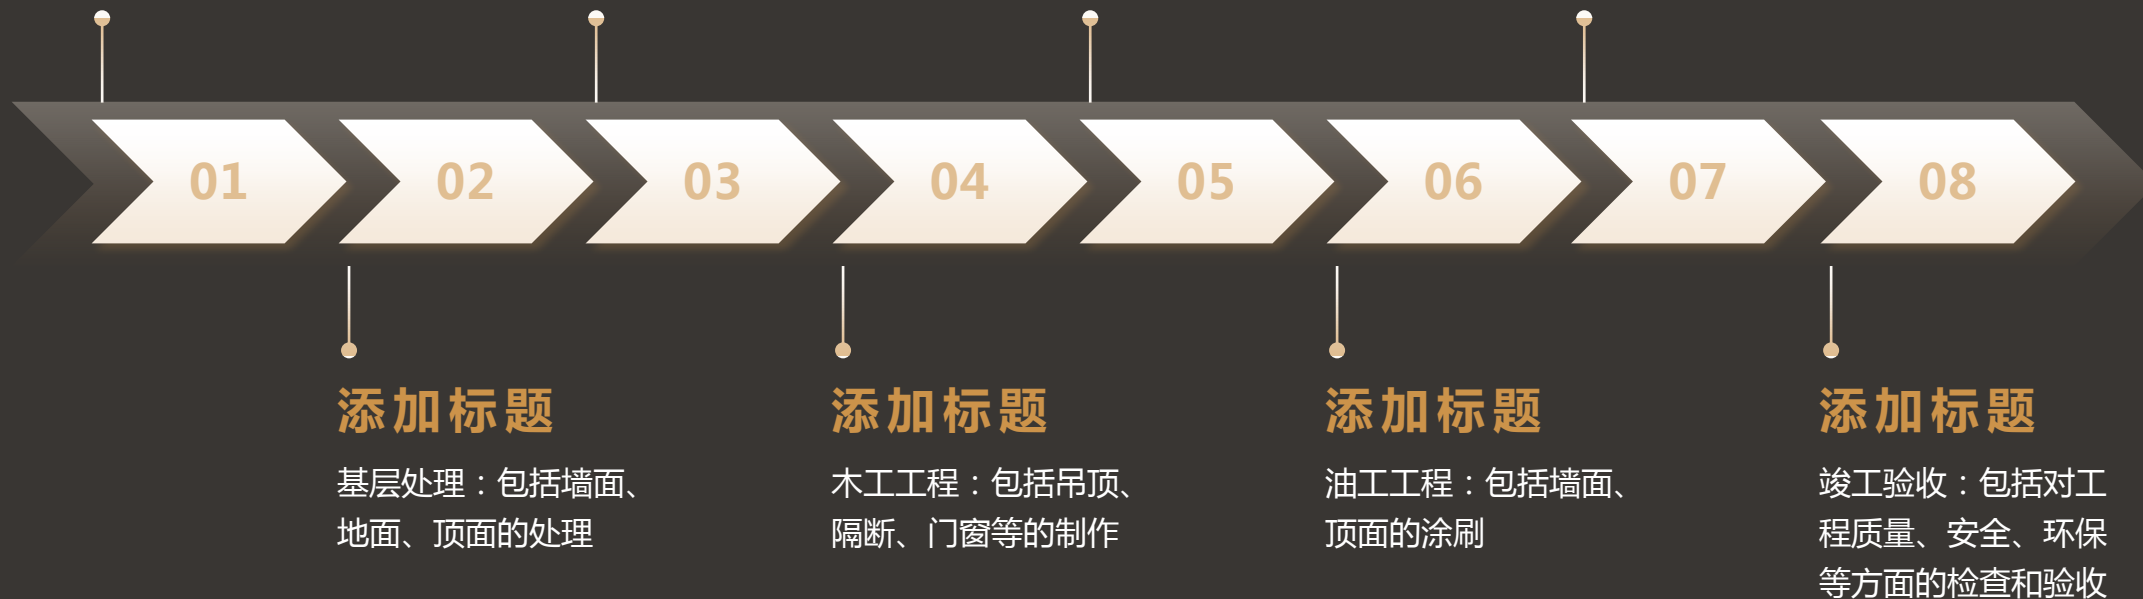 01
02
03
04
05
06
07
08
添加标题
基层处理：包括墙面、
地面、顶面的处理
添加标题
木工工程：包括吊顶、
隔断、门窗等的制作
添加标题
油工工程：包括墙面、
顶面的涂刷
添加标题
竣工验收：包括对工
程质量、安全、环保
等方面的检查和验收